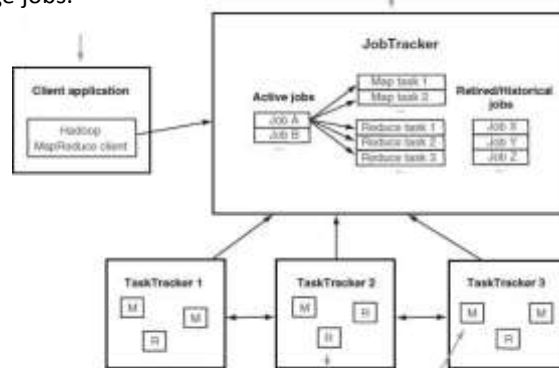 ge jobs.
JobTracker
Client application
Hadoop
MapReduce client
Active jobs
Job A
Job B
...
Map task 1
Map task 2
...
Reduce task 1
Reduce task 2
Reduce task 3
...
Retired/Historical
jobs
Job X
Job Y
Job Z
...
TaskTracker 1
M
M
R
TaskTracker 2
M
R
R
TaskTracker 3
M
M
R